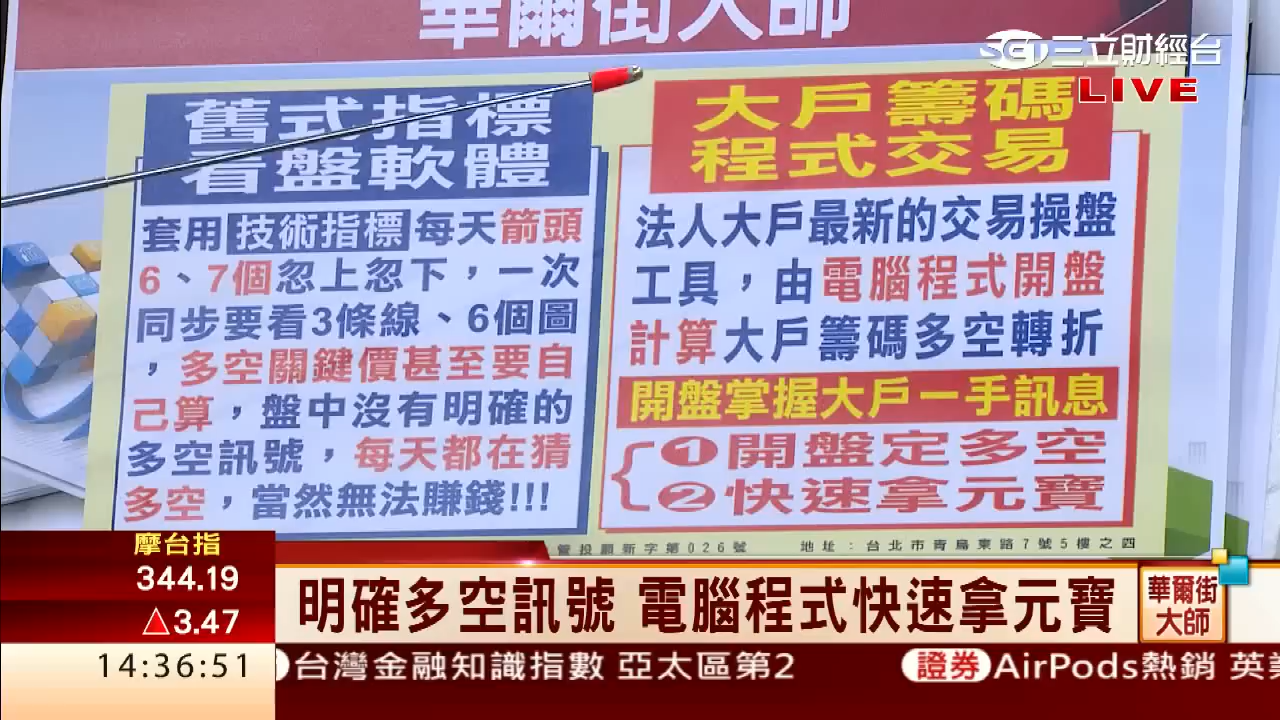 華爾街大師
SET 三立財經台
LIVE
舊式指標
看盤軟體
套用技術指標每天箭頭
6、7個忽上忽下，一次
同步要看3條線、6個圖
，多空關鍵價甚至要自
己算，盤中沒有明確的
多空訊號，每天都在猜
多空，當然無法賺錢!!!
大戶籌碼
程式交易
法人大戶最新的交易操盤
工具，由電腦程式開盤
計算大戶籌碼多空轉折
開盤掌握大戶一手訊息
1 開盤定多空
2 快速拿元寶
管投顧新字第026號 地址：台北市青島東路7號5樓之四
摩台指
344.19
△3.47
14:36:51
明確多空訊號 電腦程式快速拿元寶
華爾街
大師
台灣金融知識指數 亞太區第2 證券 AirPods熱銷 英